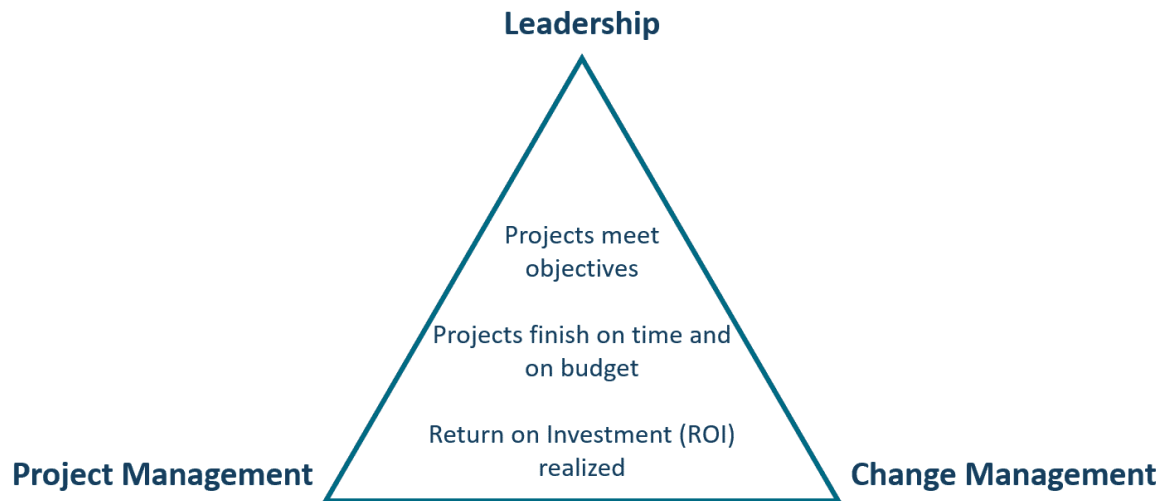 Leadership
Projects meet
objectives
Projects finish on time and
on budget
Return on Investment (ROI)
realized
Project Management
Change Management